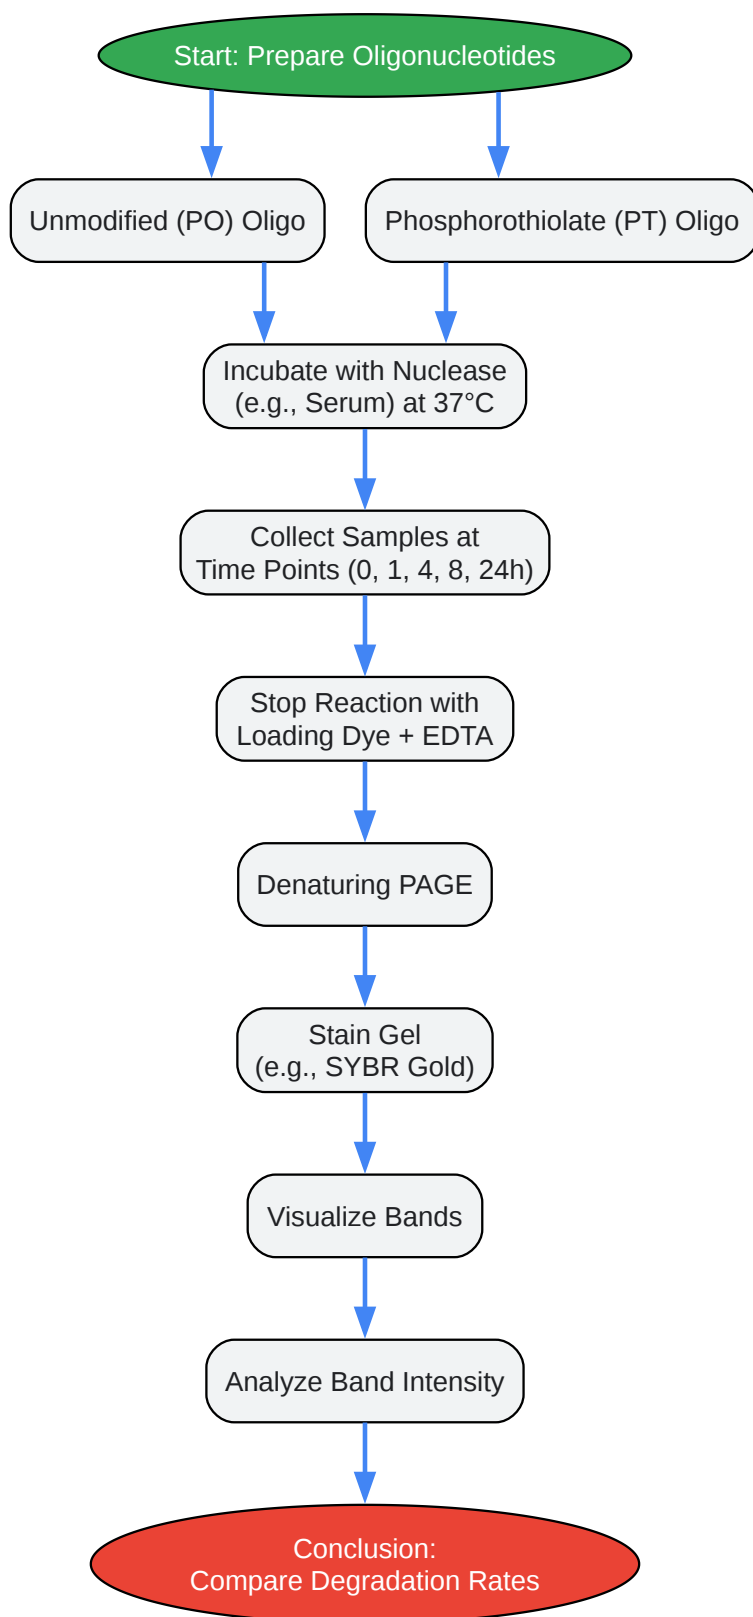 Start: Prepare Oligonucleotides
Unmodified (PO) Oligo
Phosphorothiolate (PT) Oligo
Incubate with Nuclease
(e.g., Serum) at 37°C
Collect Samples at
Time Points (0, 1, 4, 8, 24h)
Stop Reaction with
Loading Dye + EDTA
Denaturing PAGE
Stain Gel
(e.g., SYBR Gold)
Visualize Bands
Analyze Band Intensity
Conclusion:
Compare Degradation Rates